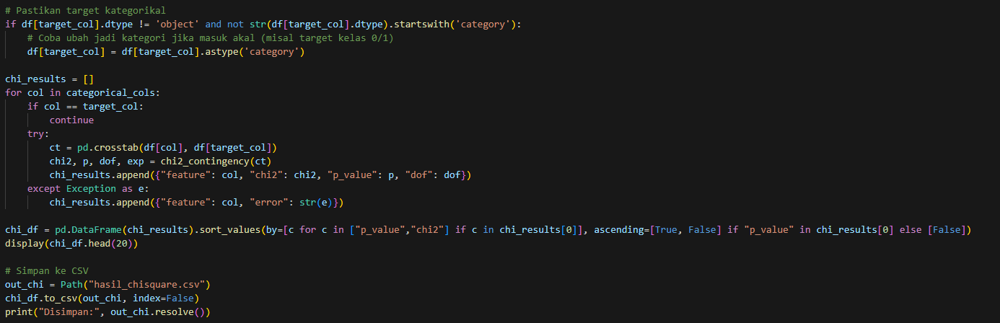 # Pastikan target kategorikal
if df[target_col].dtype != 'object' and not str(df[target_col].dtype).startswith('category'):
    # Coba ubah jadi kategori jika masuk akal (misal target kelas 0/1)
    df[target_col] = df[target_col].astype('category')

chi_results = []
for col in categorical_cols:
    if col == target_col:
        continue
    try:
        ct = pd.crosstab(df[col], df[target_col])
        chi2, p, dof, exp = chi2_contingency(ct)
        chi_results.append({"feature": col, "chi2": chi2, "p_value": p, "dof": dof})
    except Exception as e:
        chi_results.append({"feature": col, "error": str(e)})

chi_df = pd.DataFrame(chi_results).sort_values(by=[c for c in ["p_value","chi2"] if c in chi_results[0]], ascending=[True, False] if "p_value" in chi_results[0] else [False])
display(chi_df.head(20))

# Simpan ke CSV
out_chi = Path("hasil_chisquare.csv")
chi_df.to_csv(out_chi, index=False)
print("Disimpan:", out_chi.resolve())